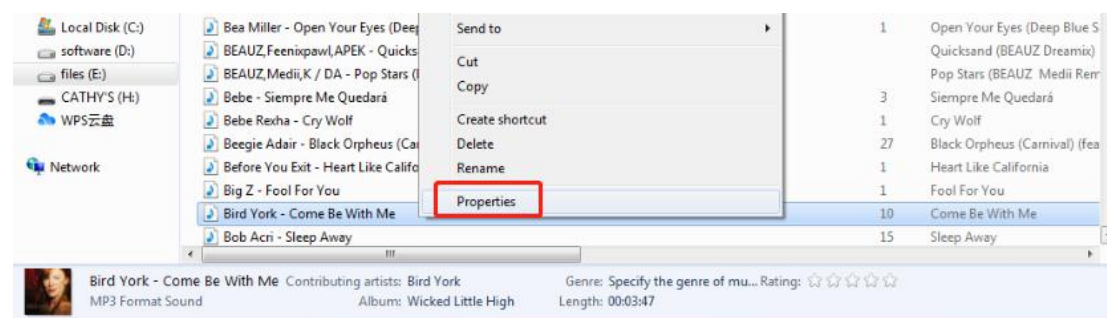 Local Disk (C:)
Bea Miller - Open Your Eyes (Deep
Send to
1
Open Your Eyes (Deep Blue S
software (D:)
BEAUZ,Feenixpawl,APEK - Quicks
Quicksand (BEAUZ Dreamix)
Cut
files (E:)
BEAUZ,Medii,K / DA - Pop Stars (
Pop Stars (BEAUZ Medii Rem
Copy
CATHY'S (H:)
Bebe - Siempre Me Quedará
3
Siempre Me Quedará
WPS云盘
Bebe Rexha - Cry Wolf
Create shortcut
1
Cry Wolf
Beegie Adair - Black Orpheus (Ca
Delete
27
Black Orpheus (Carnival) (fea
Network
Before You Exit - Heart Like Califo
Rename
1
Heart Like California
Big Z - Fool For You
1
Fool For You
Properties
Bird York - Come Be With Me
10
Come Be With Me
Bob Acri - Sleep Away
15
Sleep Away
Bird York - Come Be With Me Contributing artists: Bird York Genre: Specify the genre of mu... Rating:
MP3 Format Sound Album: Wicked Little High Length: 00:03:47